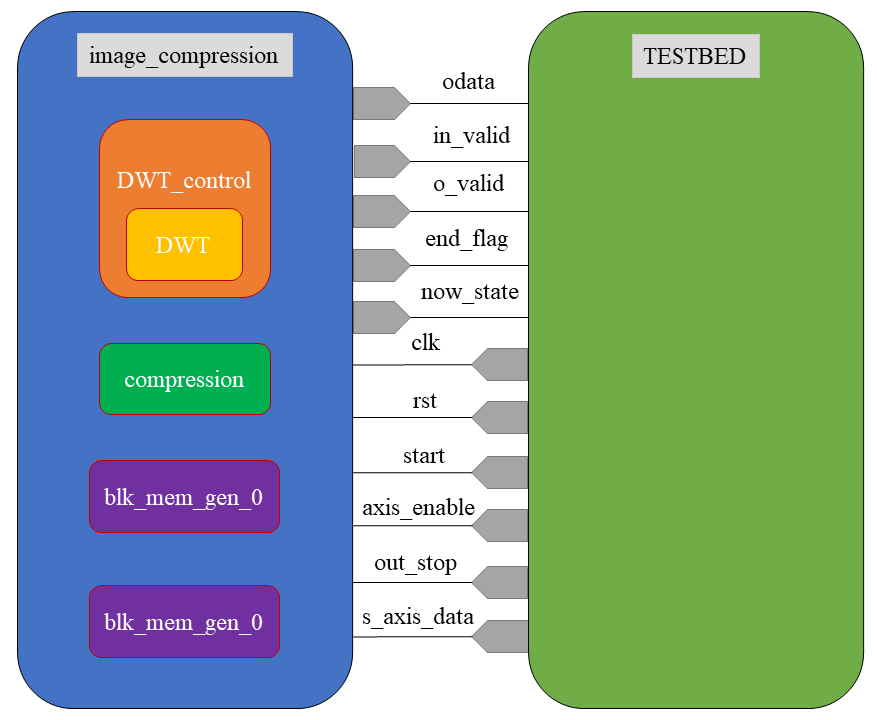 image_compression
DWT_control
DWT
compression
blk_mem_gen_0
blk_mem_gen_0
odata
in_valid
o_valid
end_flag
now_state
clk
rst
start
axis_enable
out_stop
s_axis_data
TESTBED